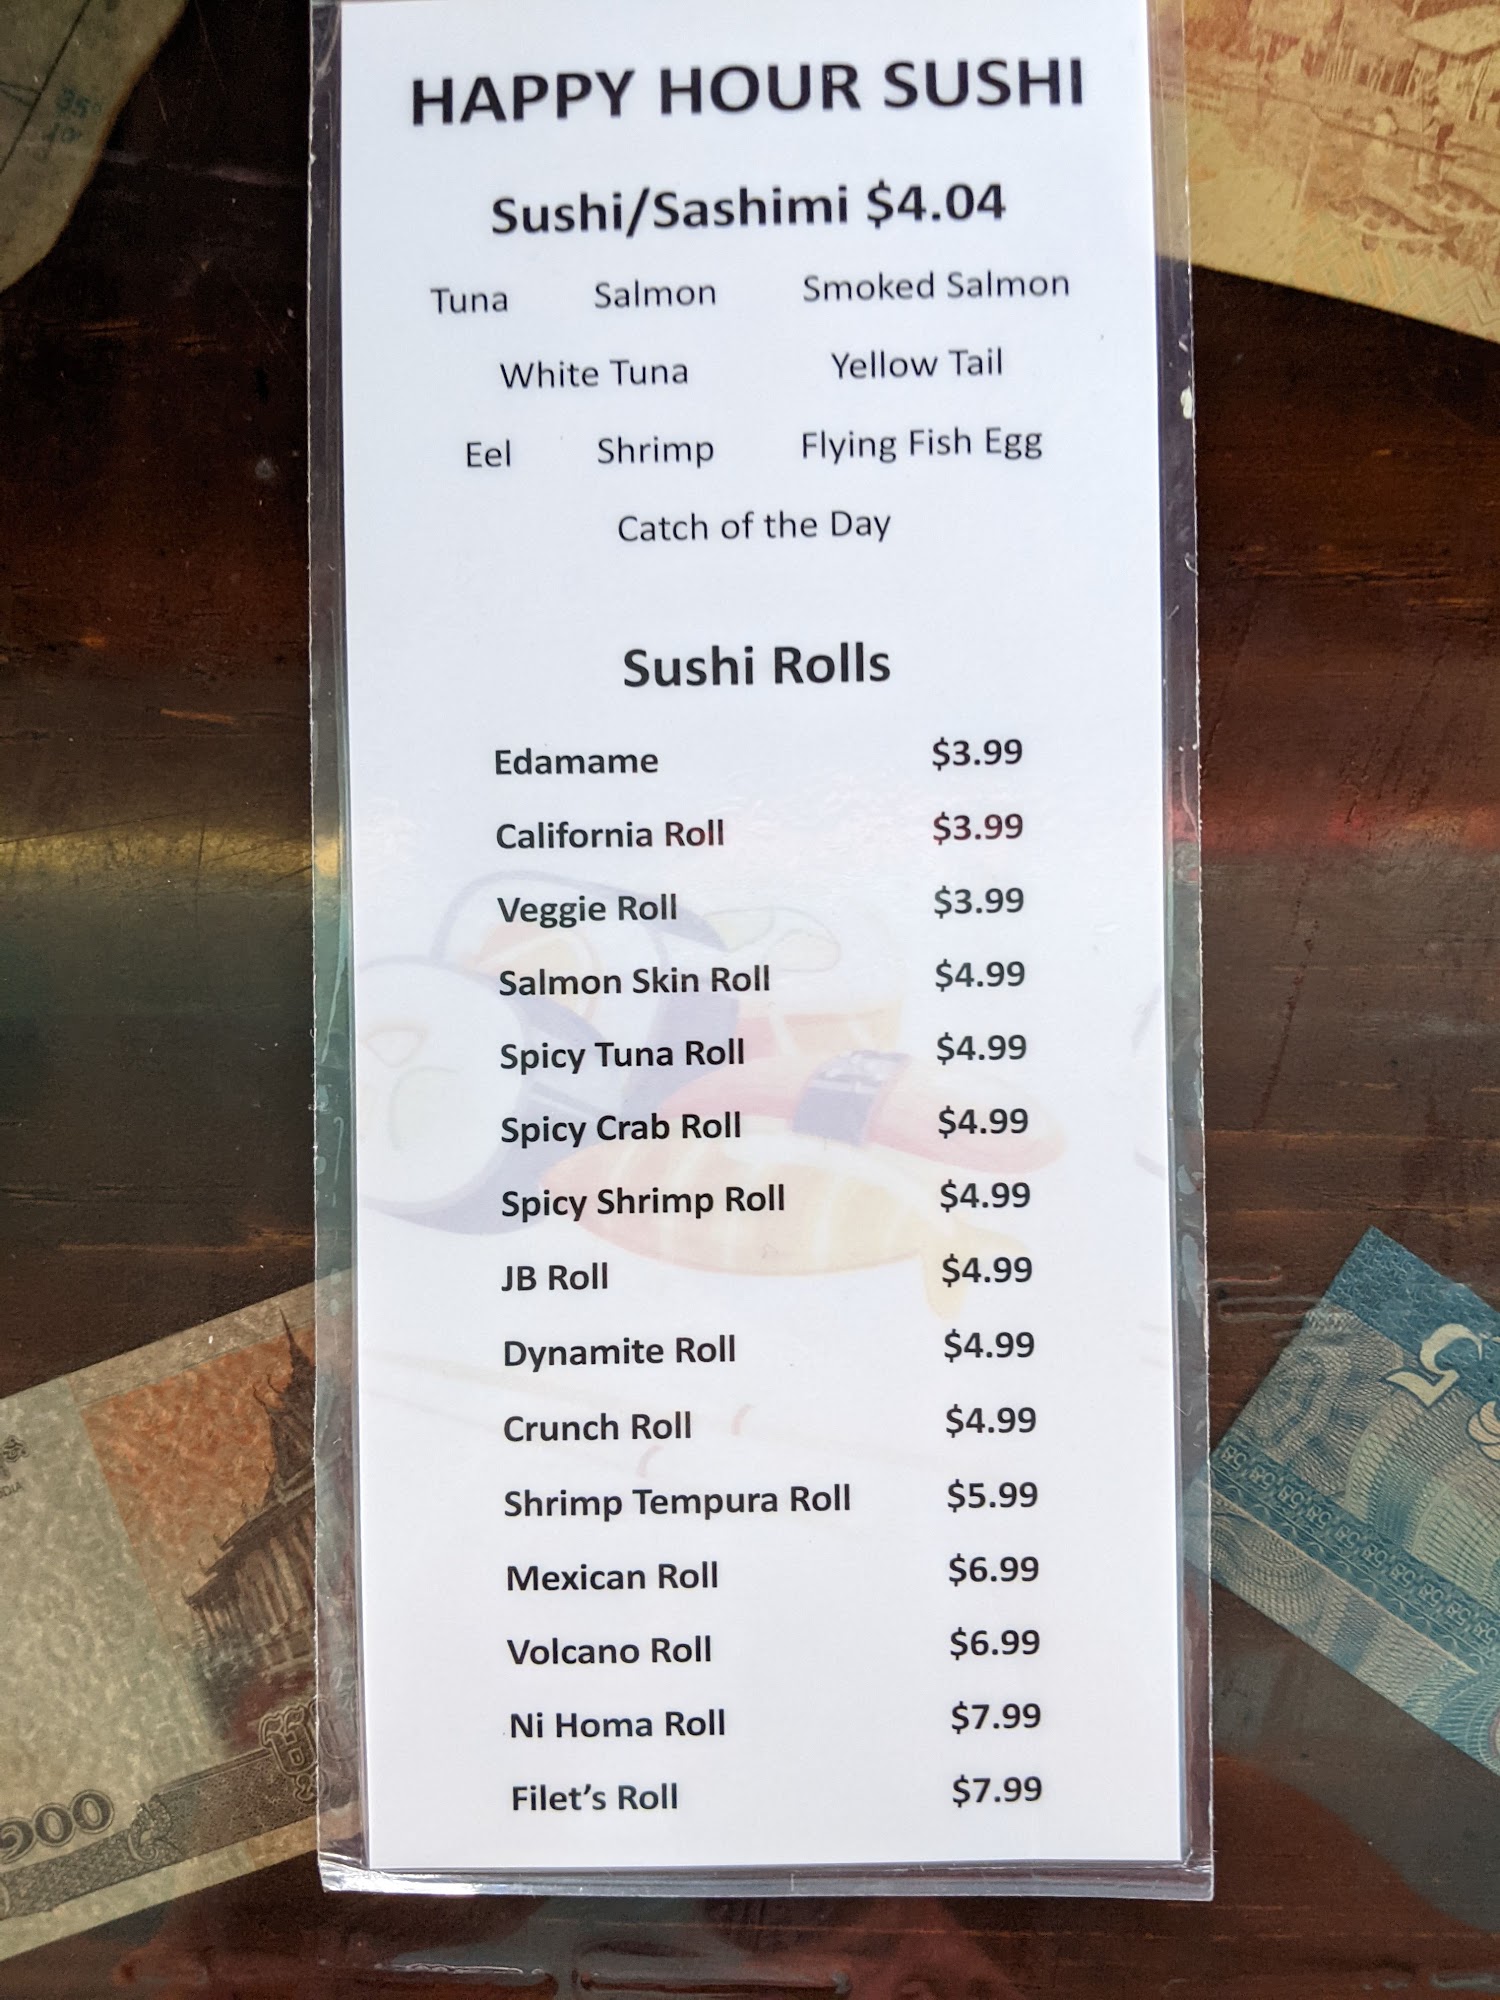 HAPPY HOUR SUSHI
Sushi/Sashimi $4.04
Tuna Salmon Smoked Salmon
White Tuna Yellow Tail
Eel Shrimp Flying Fish Egg
Catch of the Day
Sushi Rolls
Edamame $3.99
California Roll $3.99
Veggie Roll $3.99
Salmon Skin Roll $4.99
Spicy Tuna Roll $4.99
Spicy Crab Roll $4.99
Spicy Shrimp Roll $4.99
JB Roll $4.99
Dynamite Roll $4.99
Crunch Roll $4.99
Shrimp Tempura Roll $5.99
Mexican Roll $6.99
Volcano Roll $6.99
Ni Homa Roll $7.99
Filet’s Roll $7.99
5